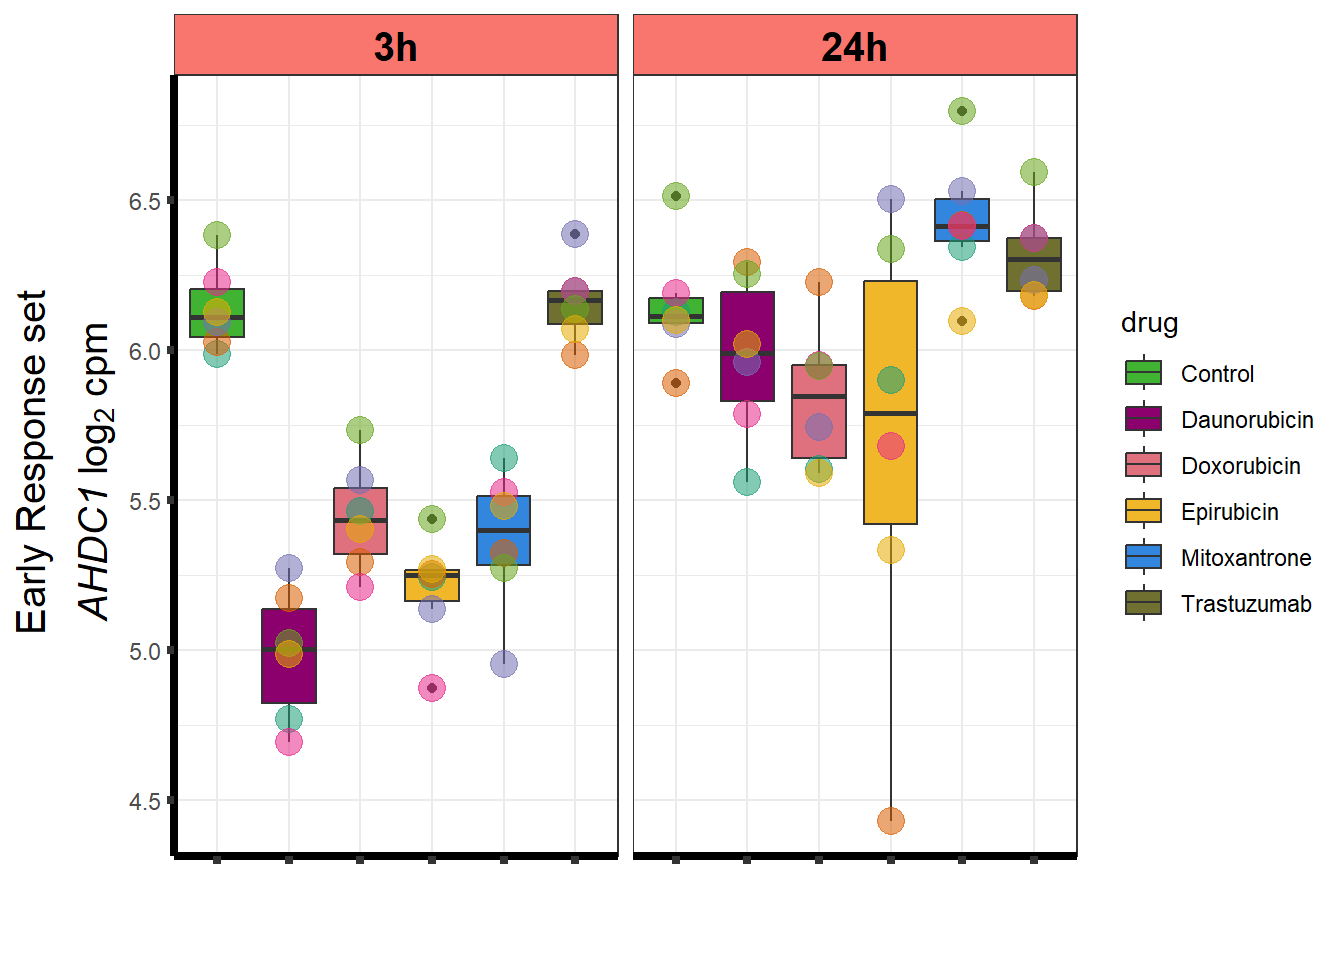 3h
24h
Early Response set
AHDC1 log2 cpm
6.5
6.0
5.5
5.0
4.5
drug
Control
Daunorubicin
Doxorubicin
Epirubicin
Mitoxantrone
Trastuzumab